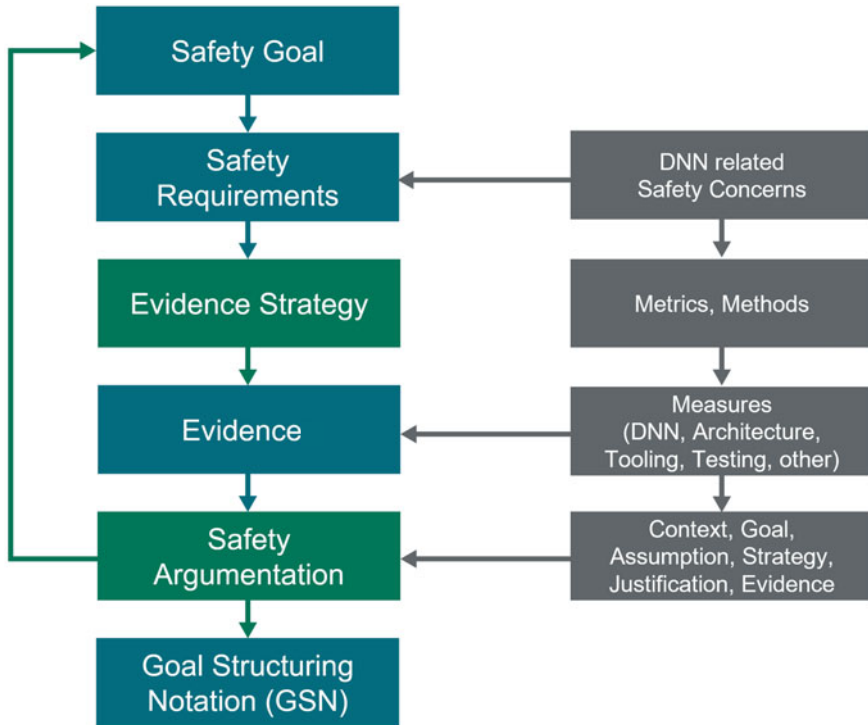 Safety Goal
Safety
Requirements
DNN related
Safety Concerns
Evidence Strategy
Metrics, Methods
Evidence
Measures
(DNN, Architecture,
Tooling, Testing, other)
Safety
Argumentation
Context, Goal,
Assumption, Strategy,
Justification, Evidence
Goal Structuring
Notation (GSN)